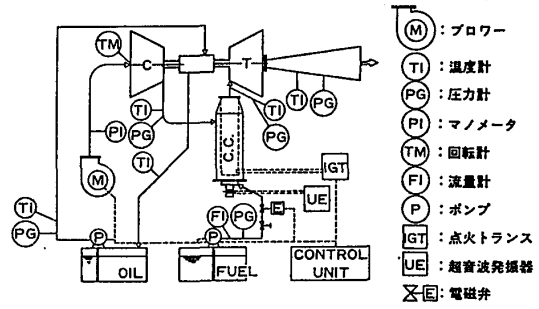 TM
C
T
TI
PG
TI
PG
TI
PG
PI
TI
M
C.C.
IGT
UE
TI
PG
P
FI
PG
E
P
OIL
FUEL
CONTROL
UNIT
M : ブロワー
TI : 温度計
PG : 圧力計
PI : マノメータ
TM : 回転計
FI : 流量計
P : ポンプ
IGT : 点火トランス
UE : 超音波発振器
E : 電磁弁